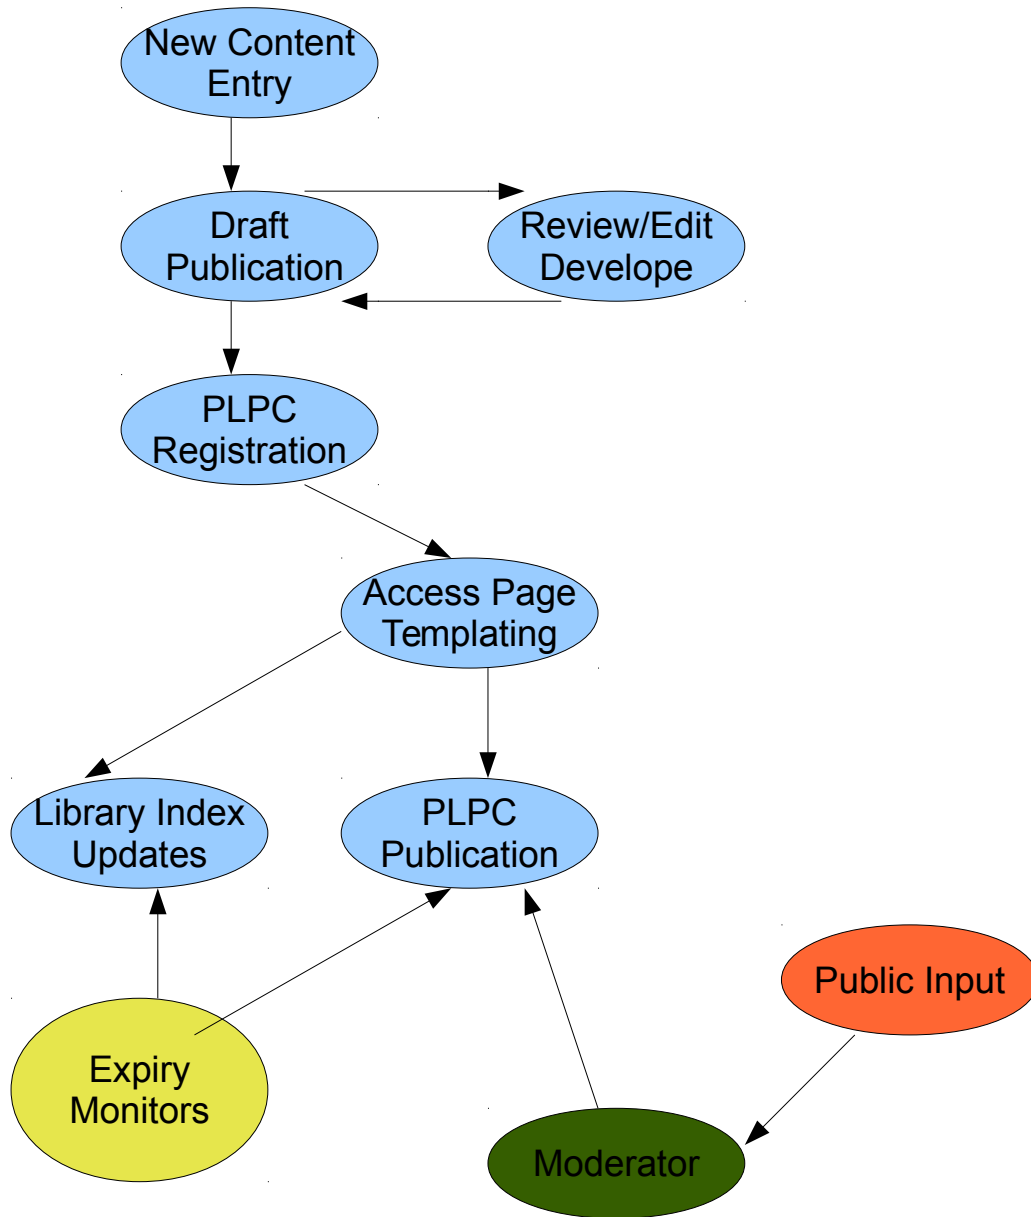 New Content
Entry
Draft
Publication
Review/Edit
Develope
PLPC
Registration
Access Page
Templating
Library Index
Updates
PLPC
Publication
Public Input
Expiry
Monitors
Moderator